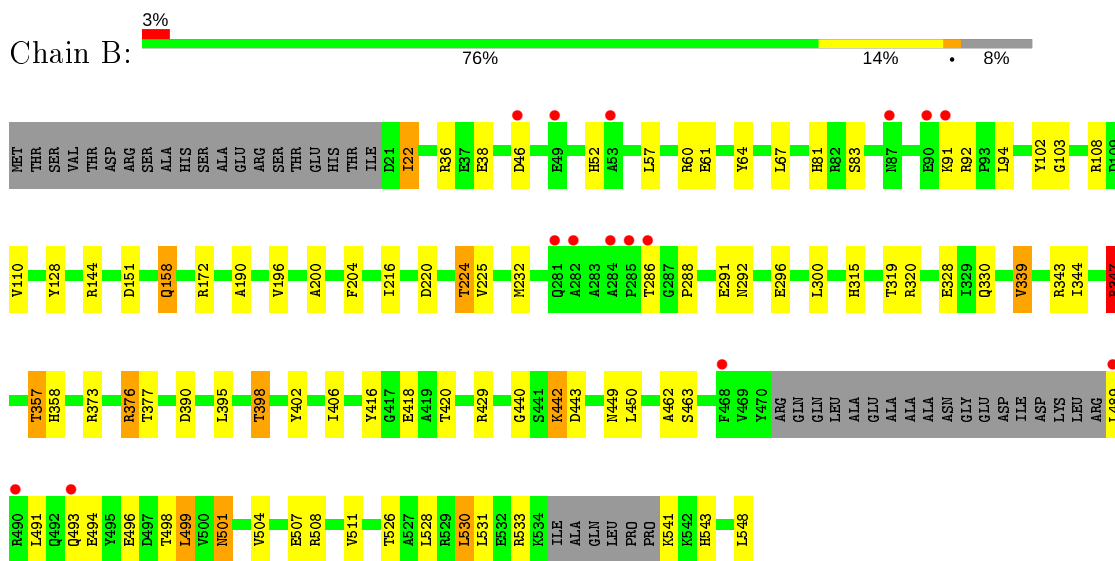 3%
Chain B:
76% 14% • 8%
MET THR SER VAL THR ASP ARG SER ALA HIS SER ALA GLU ARG SER THR GLU HIS THR ILE D21 I22 R36 E37 E38 D46 E49 H52 A53 L57 R60 E61 Y64 L67 H81 R82 S83 N87 E90 K91 R92 P93 L94 Y102 G103 R108 D109
V110 Y128 R144 D151 Q158 R172 A190 V196 A200 F204 I216 D220 T224 V225 M232 Q281 A282 A283 A284 P285 T286 G287 P288 E291 N292 E296 L300 H315 T319 R320 E328 I329 Q330 V339 R343 I344
T357 H358 R373 R376 T377 D390 L395 T398 Y402 I406 Y416 G417 E418 A419 T420 R429 G440 S441 K442 D443 N449 L450 A462 S463 F468 V469 Y470 ARG GLN GLN LEU ALA GLU ALA ALA ALA ASN GLY GLU ASP ILE ASP LYS LEU ARG L489
R490 L491 Q492 Q493 E494 Y495 E496 D497 T498 L499 V500 N501 V504 E507 R508 V511 T526 A527 L528 R529 L530 L531 E532 R533 K534 ILE ALA GLN LEU PRO PRO K541 K542 H543 L548